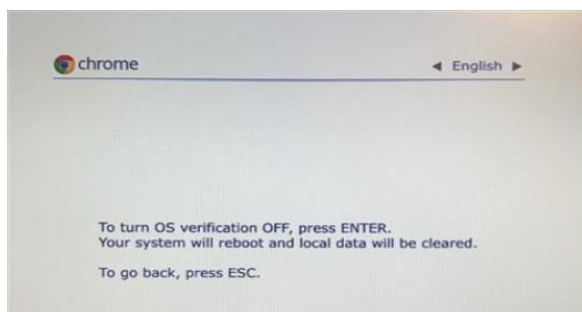 chrome
◄ English ►
To turn OS verification OFF, press ENTER.
Your system will reboot and local data will be cleared.
To go back, press ESC.